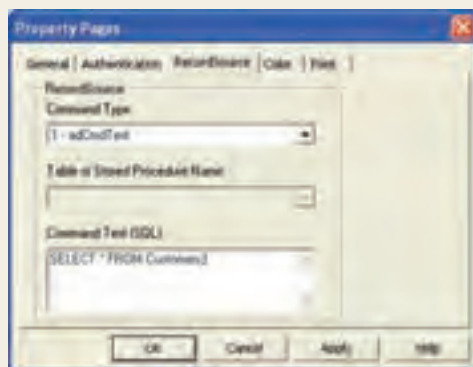 Property Pages
General Authentication RecordSource Color Font
RecordSource
Command Type
1 - adCmdText
Table or Stored Procedure Name
Command Text (SQL)
SELECT * FROM
OK Cancel Apply Help